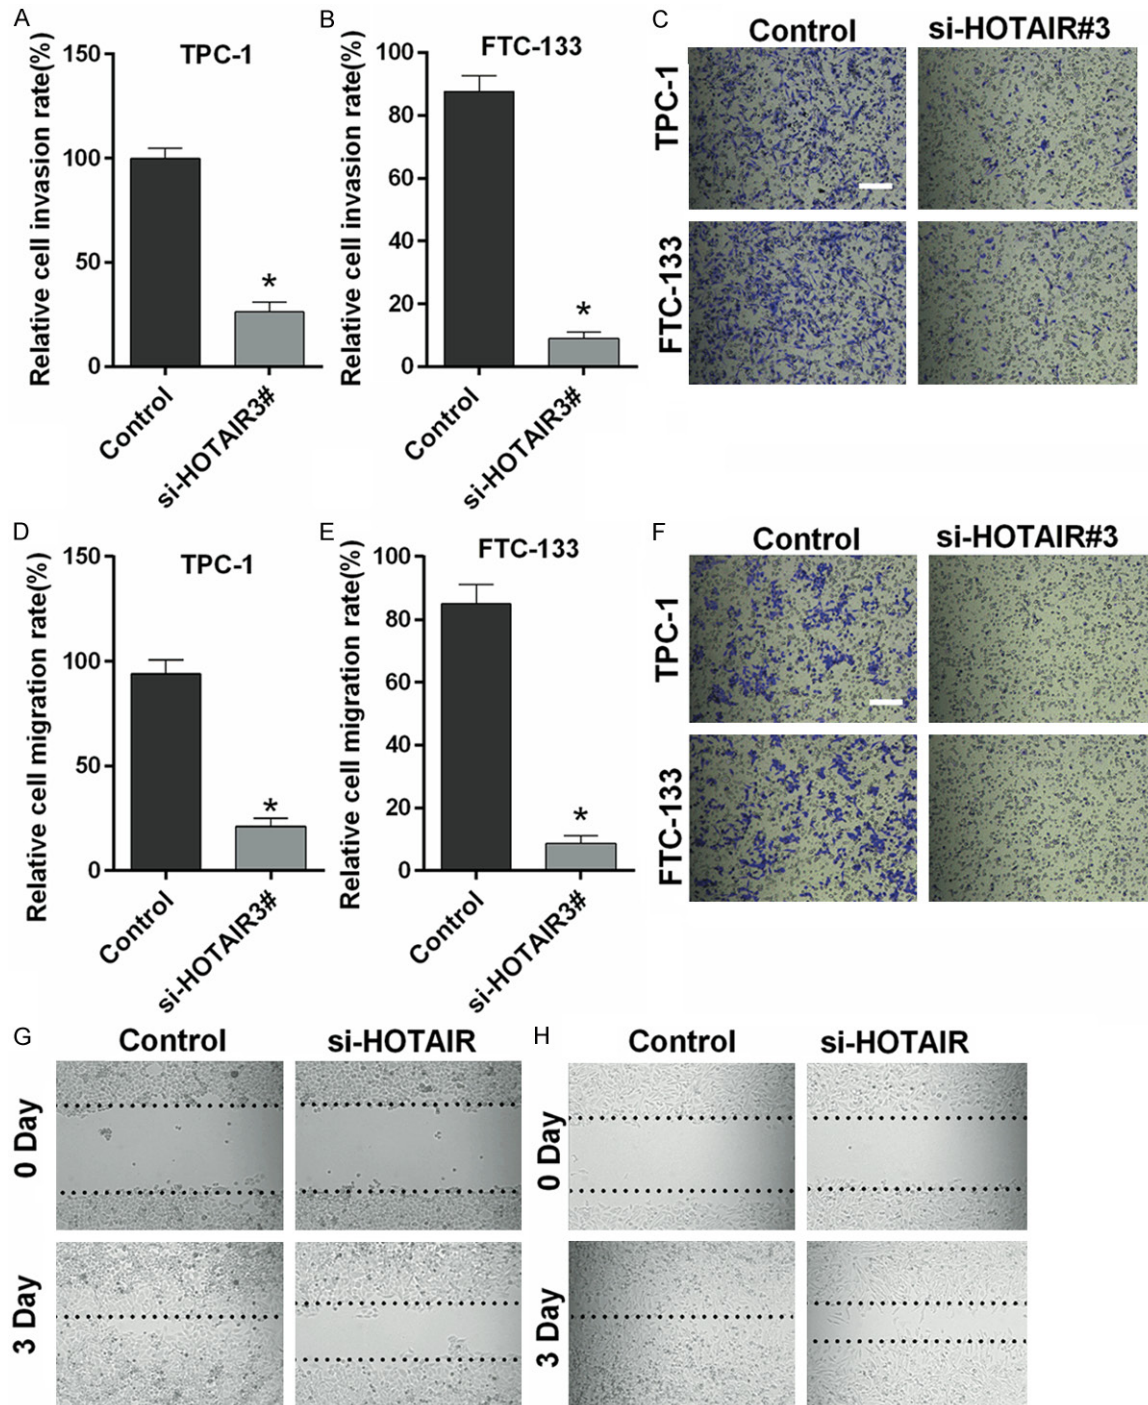 A
TPC-1
Relative cell invasion rate(%)
150
100
50
0
*
Control
si-HOTAIR3#
B
FTC-133
Relative cell invasion rate(%)
100
80
60
40
20
0
*
Control
si-HOTAIR3#
C
Control
si-HOTAIR#3
TPC-1
FTC-133
D
TPC-1
Relative cell migration rate(%)
150
100
50
0
*
Control
si-HOTAIR3#
E
FTC-133
Relative cell migration rate(%)
100
80
60
40
20
0
*
Control
si-HOTAIR3#
F
Control
si-HOTAIR#3
TPC-1
FTC-133
G
Control
si-HOTAIR
0 Day
3 Day
H
Control
si-HOTAIR
0 Day
3 Day